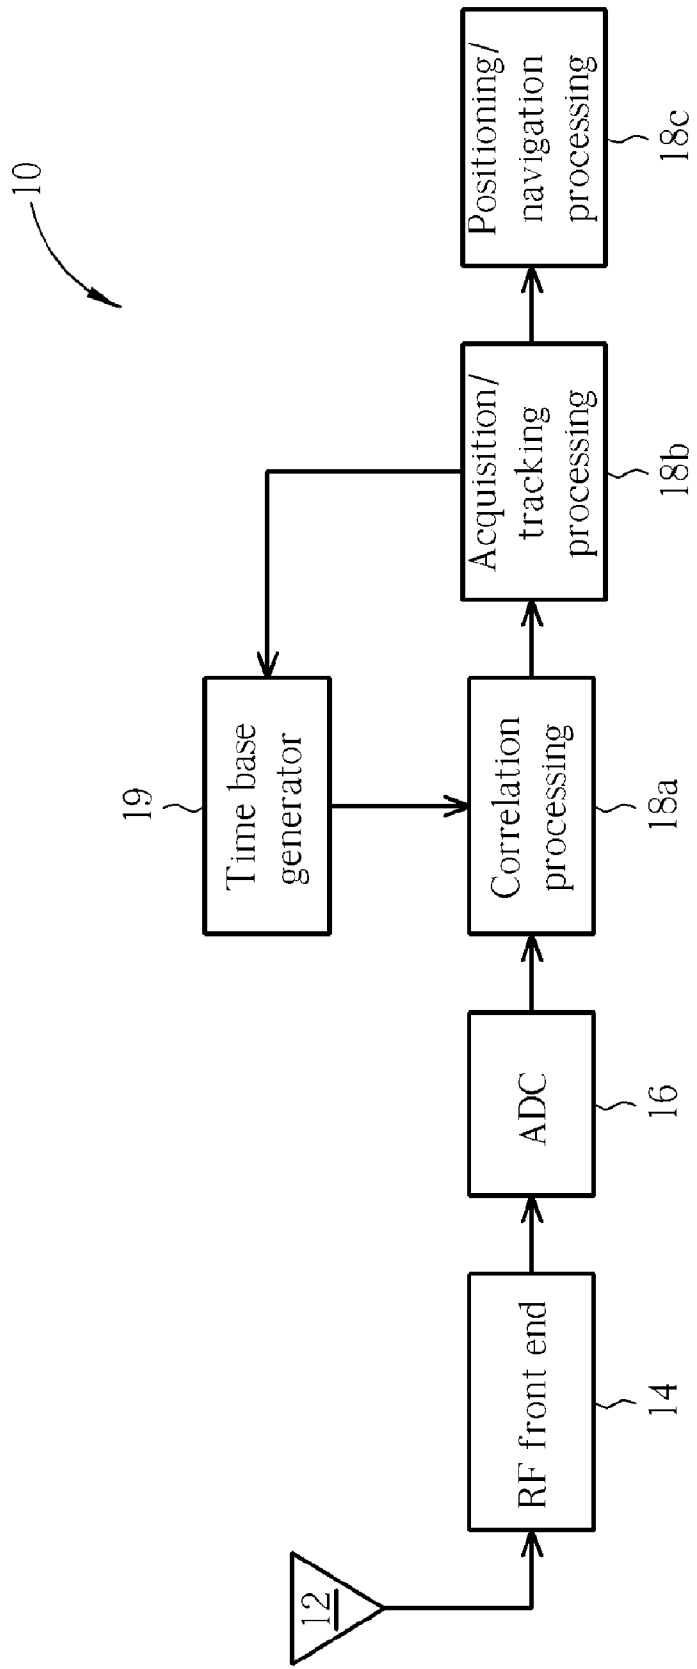 10
19
Time base
generator
12
RF front end
14
ADC
16
Correlation
processing
18a
Acquisition/
tracking
processing
18b
Positioning/
navigation
processing
18c